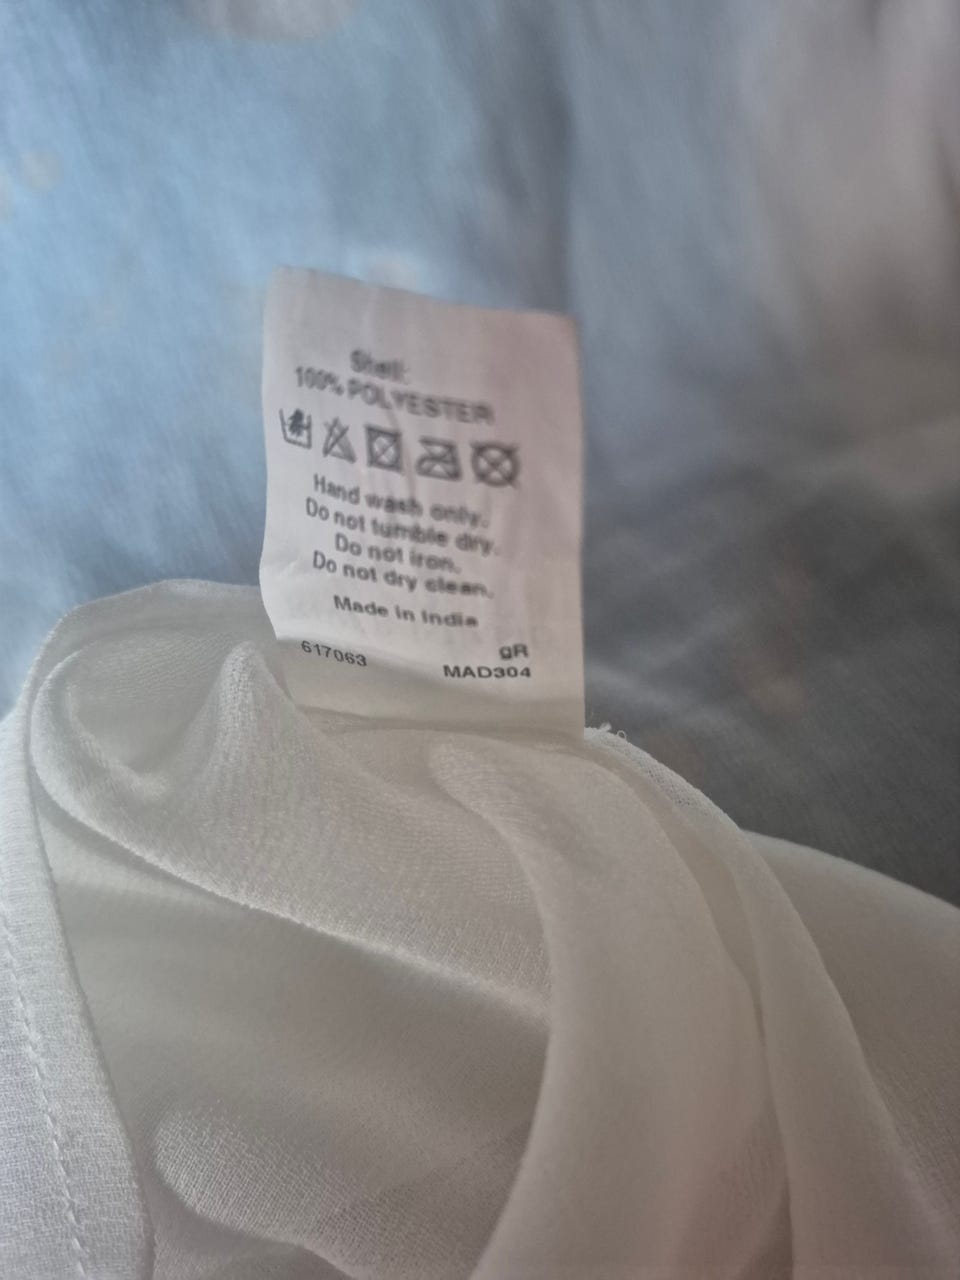 Shell:
100% POLYESTER
Hand wash only.
Do not tumble dry.
Do not iron.
Do not dry clean.
Made in India
617063
gR
MAD304